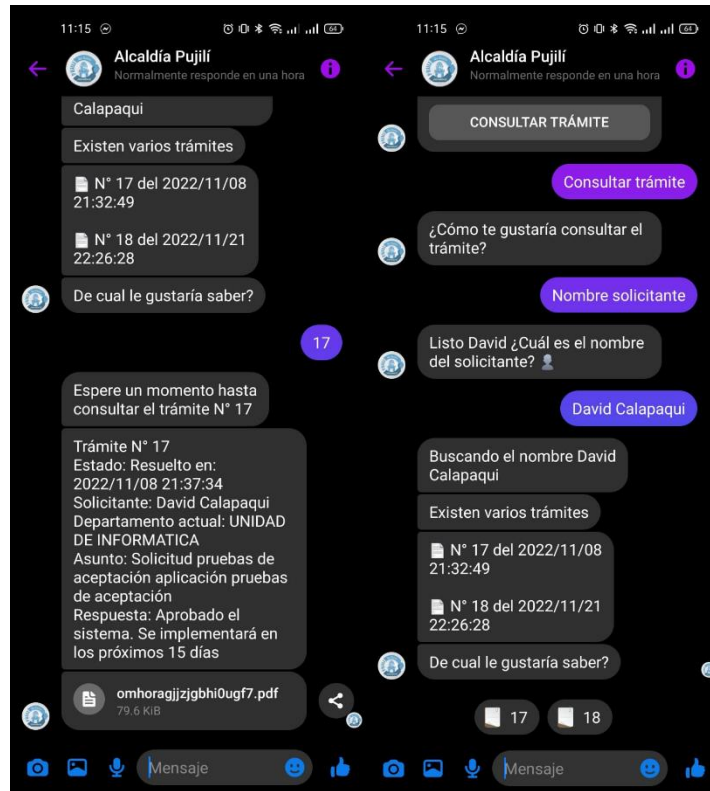 11:15
64
Alcaldía Pujilí
Normalmente responde en una hora
Calapaqui
Existen varios trámites
N° 17 del 2022/11/08
21:32:49
N° 18 del 2022/11/21
22:26:28
De cual le gustaría saber?
17
Espere un momento hasta
consultar el trámite N° 17
Trámite N° 17
Estado: Resuelto en:
2022/11/08 21:37:34
Solicitante: David Calapaqui
Departamento actual: UNIDAD
DE INFORMATICA
Asunto: Solicitud pruebas de
aceptación aplicación pruebas
de aceptación
Respuesta: Aprobado el
sistema. Se implementará en
los próximos 15 días
omhoragjjzjgbhi0ugf7.pdf
79.6 KiB
Mensaje
11:15
64
Alcaldía Pujilí
Normalmente responde en una hora
CONSULTAR TRÁMITE
Consultar trámite
¿Cómo te gustaría consultar el
trámite?
Nombre solicitante
Listo David ¿Cuál es el nombre
del solicitante?
David Calapaqui
Buscando el nombre David
Calapaqui
Existen varios trámites
N° 17 del 2022/11/08
21:32:49
N° 18 del 2022/11/21
22:26:28
De cual le gustaría saber?
17
18
Mensaje